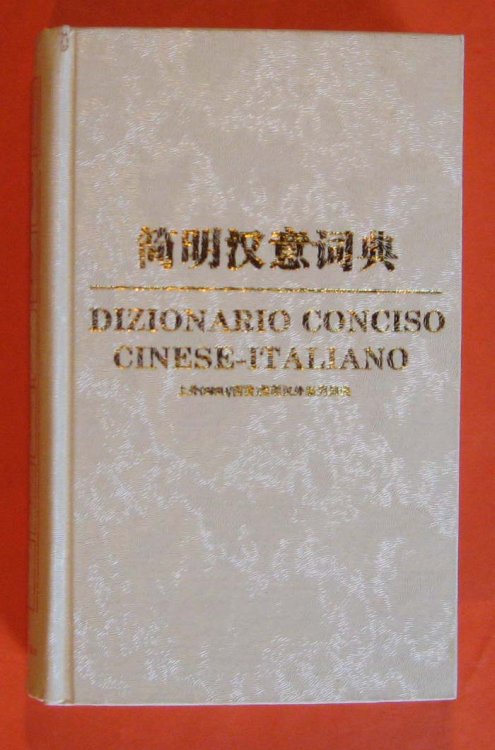 简明汉意词典
DIZIONARIO CONCISO
CINESE-ITALIANO